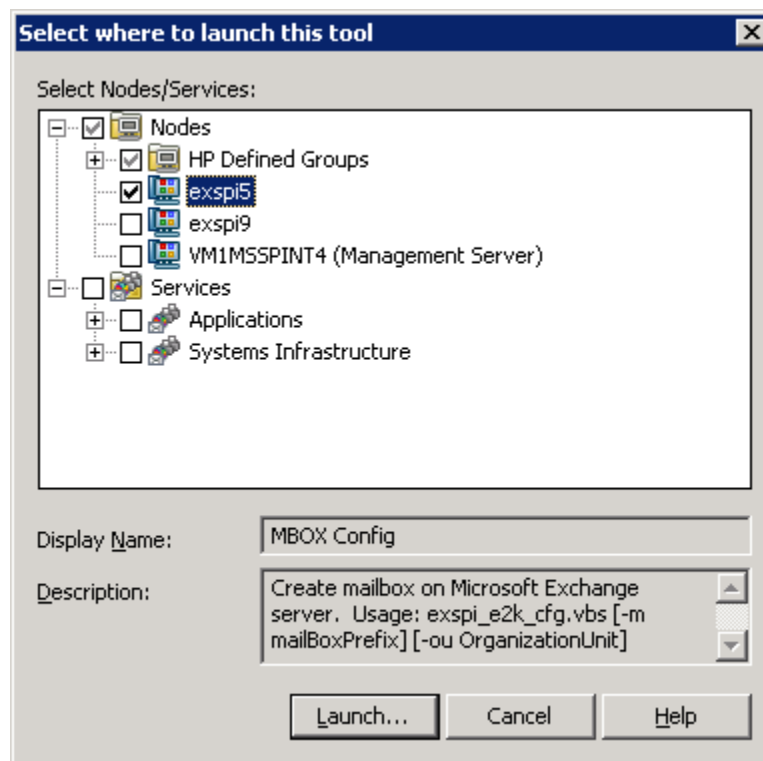 Select where to launch this tool
Select Nodes/Services:
Nodes
HP Defined Groups
exspi5
exspi9
VM1MSSPINT4 (Management Server)
Services
Applications
Systems Infrastructure
Display Name:
MBOX Config
Description:
Create mailbox on Microsoft Exchange
server. Usage: exspi_e2k_cfg.vbs [-m
mailBoxPrefix] [-ou OrganizationUnit]
Launch...
Cancel
Help